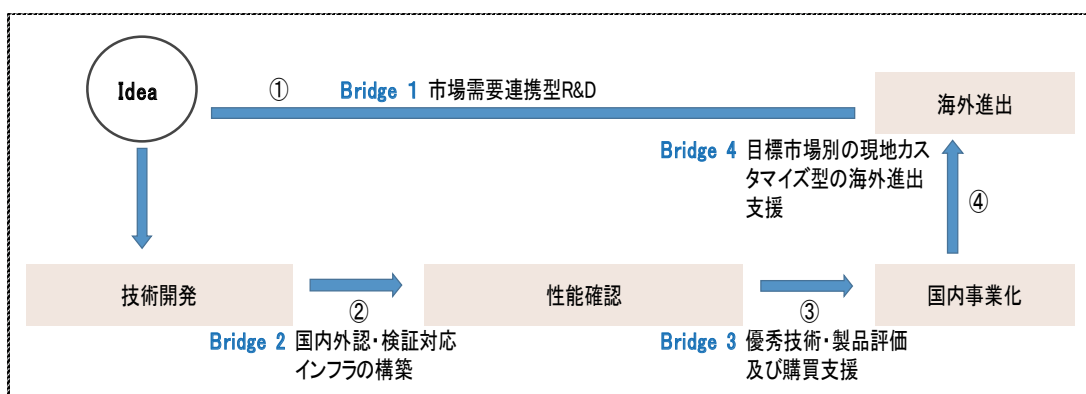 Idea
① Bridge 1 市場需要連携型R&D
海外進出
Bridge 4 目標市場別の現地カス
タマイズ型の海外進出
支援
④
技術開発
性能確認
国内事業化
②
③
Bridge 2 国内外認・検証対応
インフラの構築
Bridge 3 優秀技術・製品評価
及び購買支援